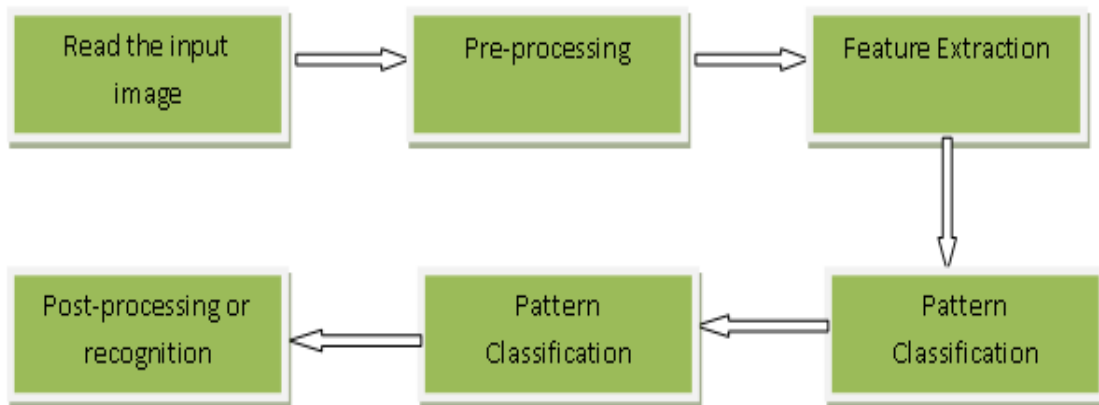 Read the input
image
Pre-processing
Feature Extraction
Pattern
Classification
Pattern
Classification
Post-processing or
recognition